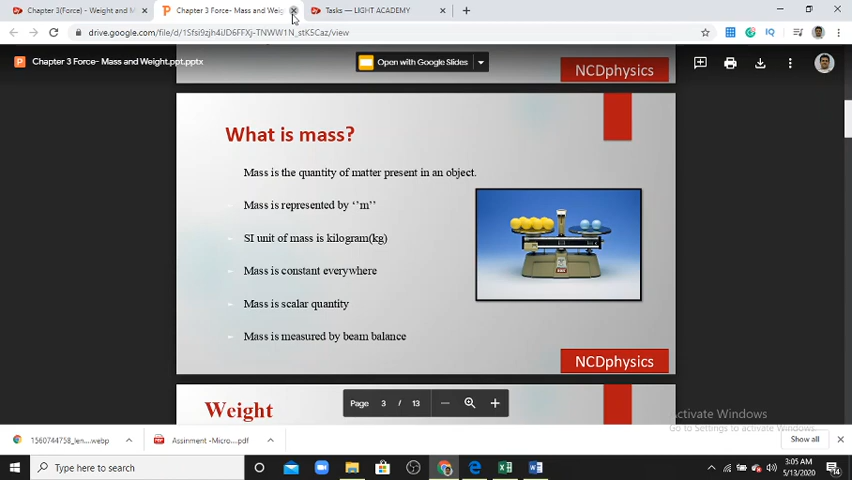 Chapter 3(Force) - Weight and M
Chapter 3 Force- Mass and Weig
Tasks — LIGHT ACADEMY
drive.google.com/file/d/1Sfsi9zjh4iJD6FFXj-TNWW1N_stK5Caz/view
Chapter 3 Force- Mass and Weight.ppt.pptx
Open with Google Slides
NCDphysics
What is mass?
Mass is the quantity of matter present in an object.
Mass is represented by ‘‘m’’
SI unit of mass is kilogram(kg)
Mass is constant everywhere
Mass is scalar quantity
Mass is measured by beam balance
NCDphysics
Page 3 / 13
Weight
Activate Windows
Go to Settings to activate Windows.
1560744758_len....webp
Assinment -Micro....pdf
Show all
Type here to search
3:05 AM
5/13/2020
14